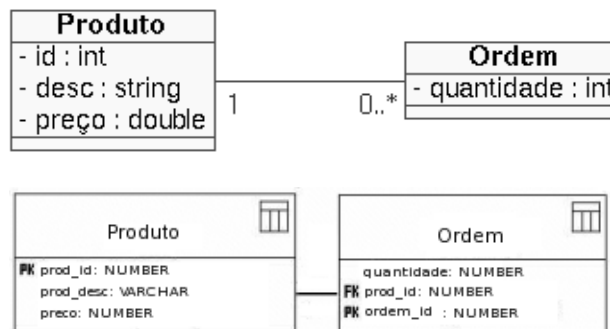 Produto
- id : int
- desc : string
- preço : double
1
0..*
Ordem
- quantidade : int
Produto
PK prod_id: NUMBER
prod_desc: VARCHAR
preco: NUMBER
Ordem
quantidade: NUMBER
FK prod_id: NUMBER
PK ordem_id : NUMBER